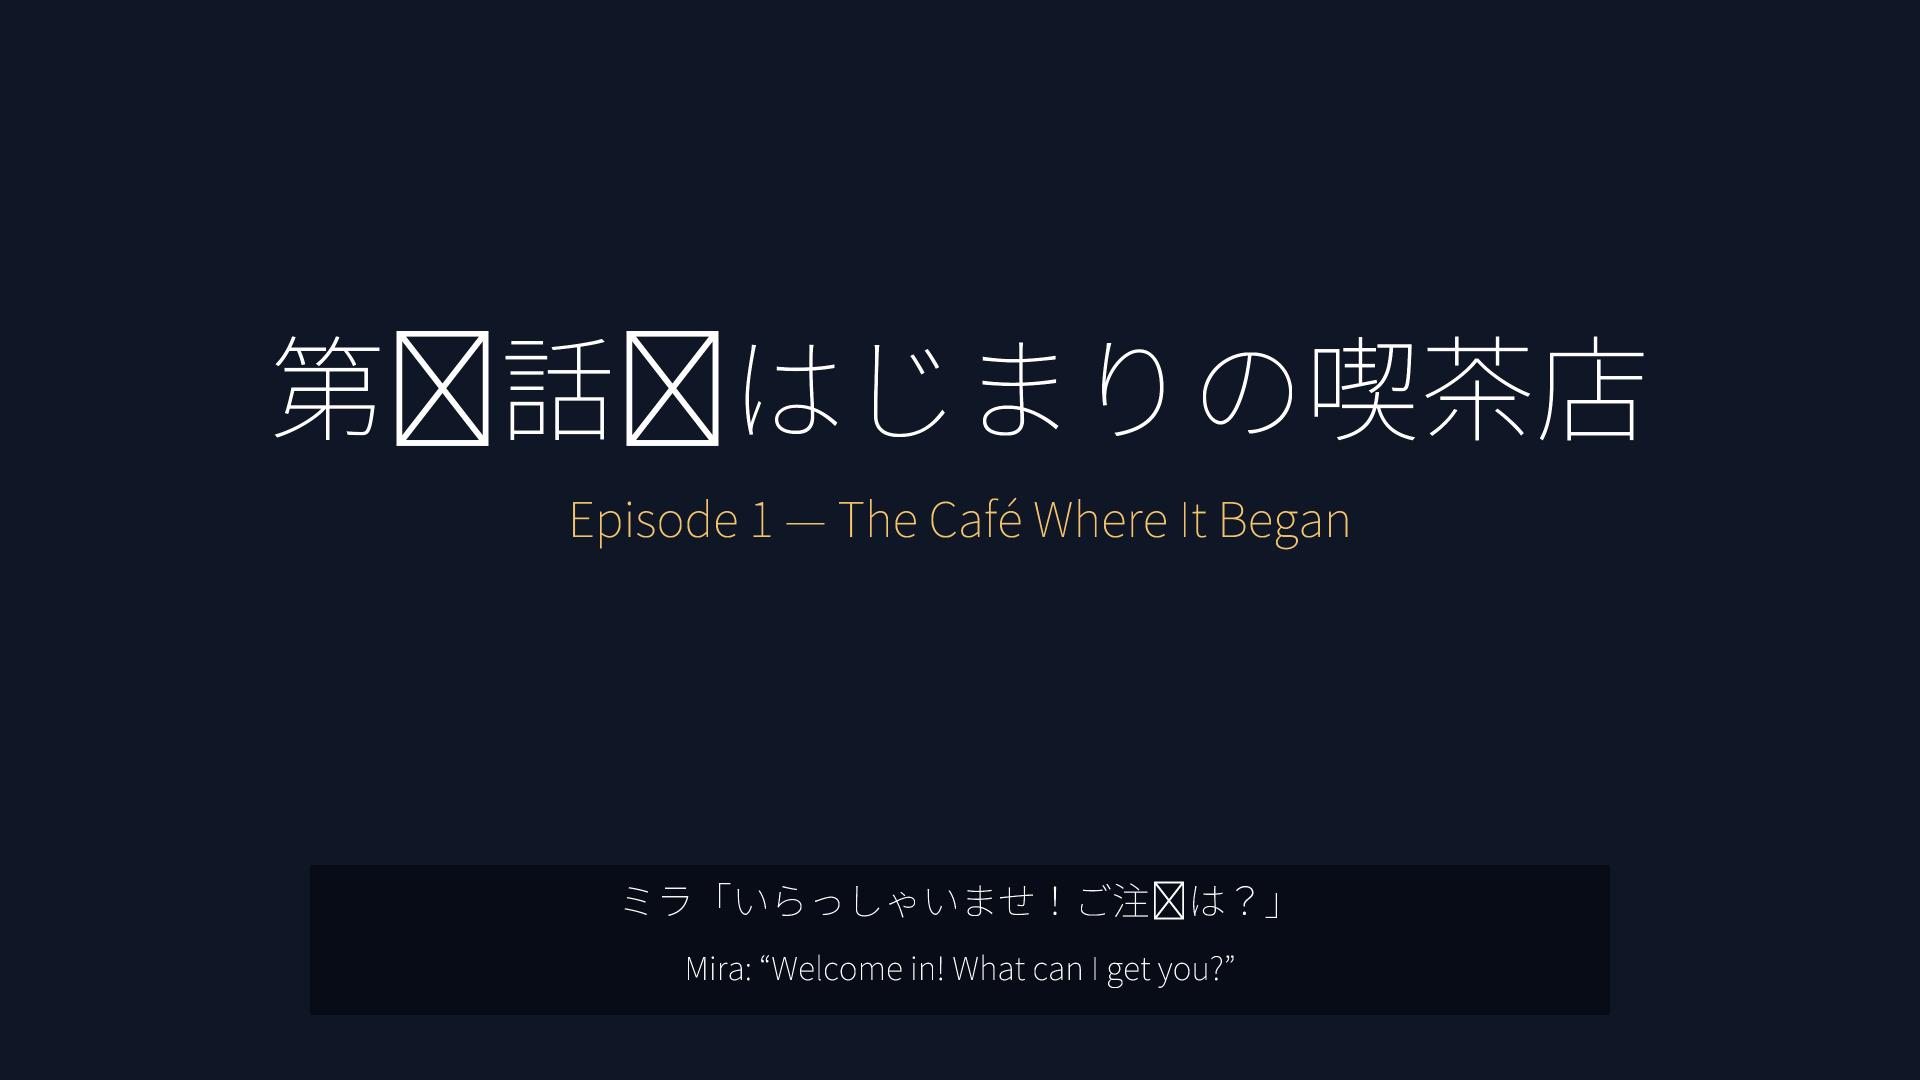 第☒話☒はじまりの喫茶店
Episode 1 — The Café Where It Began
ミラ「いらっしゃいませ！ご注☒は？」
Mira: “Welcome in! What can I get you?”